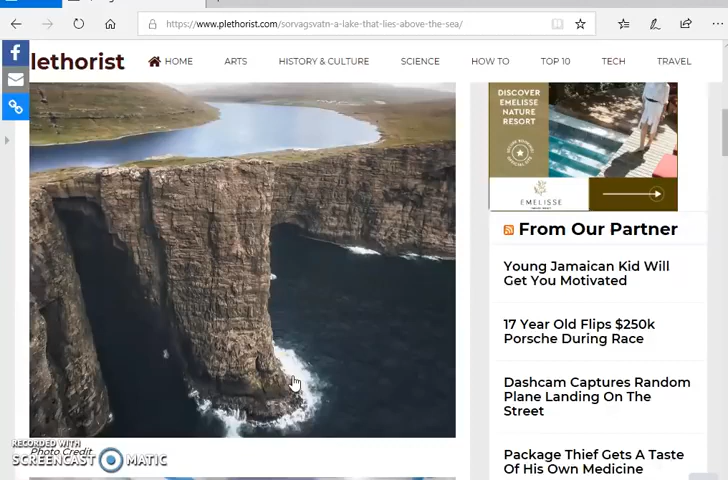 https://www.plethorist.com/sorvagsvatn-a-lake-that-lies-above-the-sea/
lethorist
HOME
ARTS
HISTORY & CULTURE
SCIENCE
HOW TO
TOP 10
TECH
TRAVEL
DISCOVER
EMELISSE
NATURE
RESORT
EMELISSE
From Our Partner
Young Jamaican Kid Will
Get You Motivated
17 Year Old Flips $250k
Porsche During Race
Dashcam Captures Random
Plane Landing On The
Street
Package Thief Gets A Taste
Of His Own Medicine
Photo Credit
RECORDED WITH
SCREENCAST MATIC